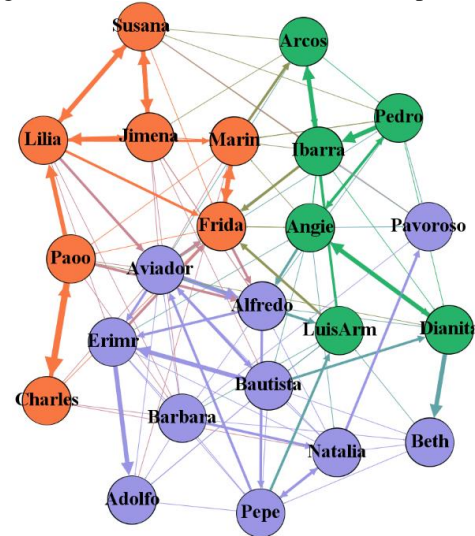 Susana
Arcos
Pedro
Lilia
Jimena
Marin
Ibarra
Frida
Angie
Pavoroso
Paoo
Aviador
Alfredo
LuisArm
Dianita
Erimr
Bautista
Charles
Barbara
Natalia
Beth
Adolfo
Pepe